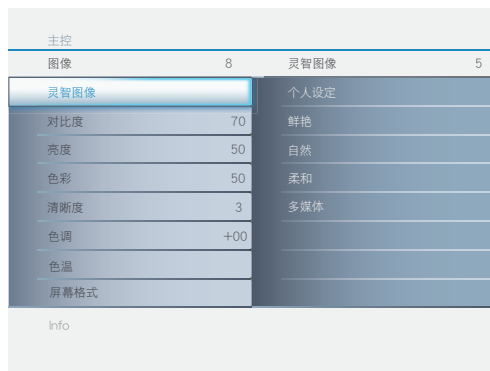 主控
图像 8 灵智图像 5
灵智图像 个人设定
对比度 70 鲜艳
亮度 50 自然
色彩 50 柔和
清晰度 3 多媒体
色调 +00
色温
屏幕格式
Info